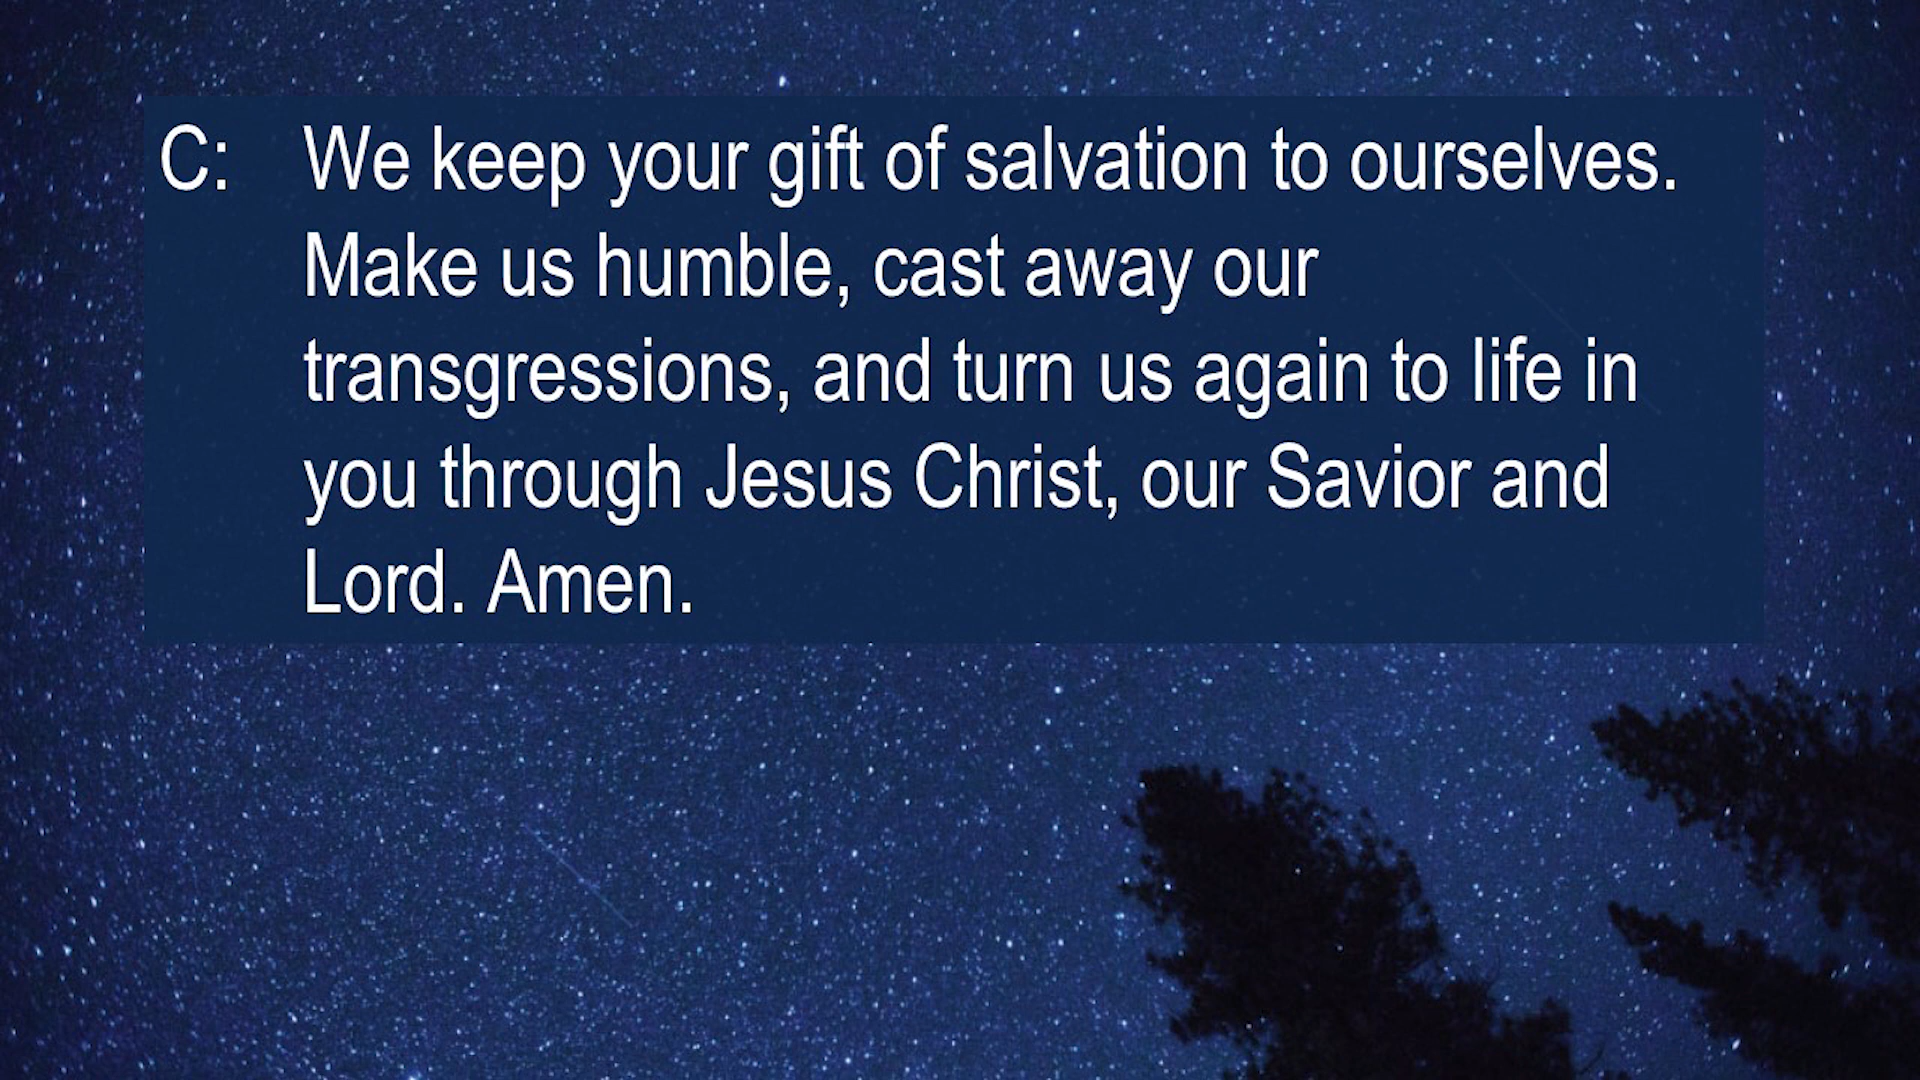 C: We keep your gift of salvation to ourselves.
Make us humble, cast away our
transgressions, and turn us again to life in
you through Jesus Christ, our Savior and
Lord. Amen.